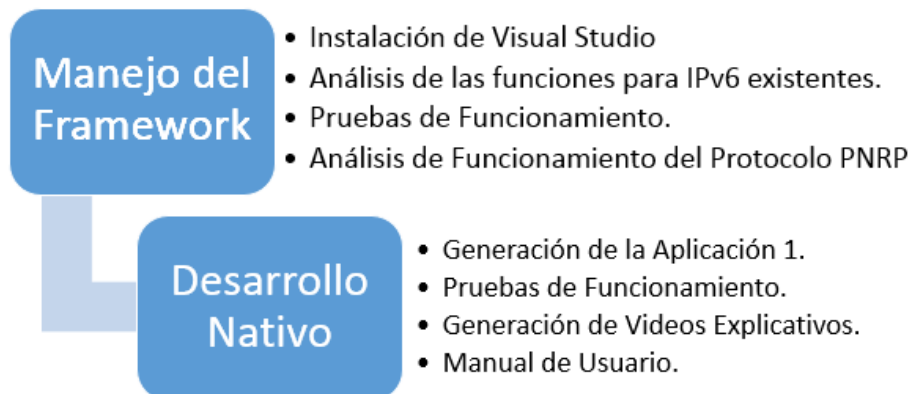 Manejo del
Framework
• Instalación de Visual Studio
• Análisis de las funciones para IPv6 existentes.
• Pruebas de Funcionamiento.
• Análisis de Funcionamiento del Protocolo PNRP
Desarrollo
Nativo
• Generación de la Aplicación 1.
• Pruebas de Funcionamiento.
• Generación de Videos Explicativos.
• Manual de Usuario.